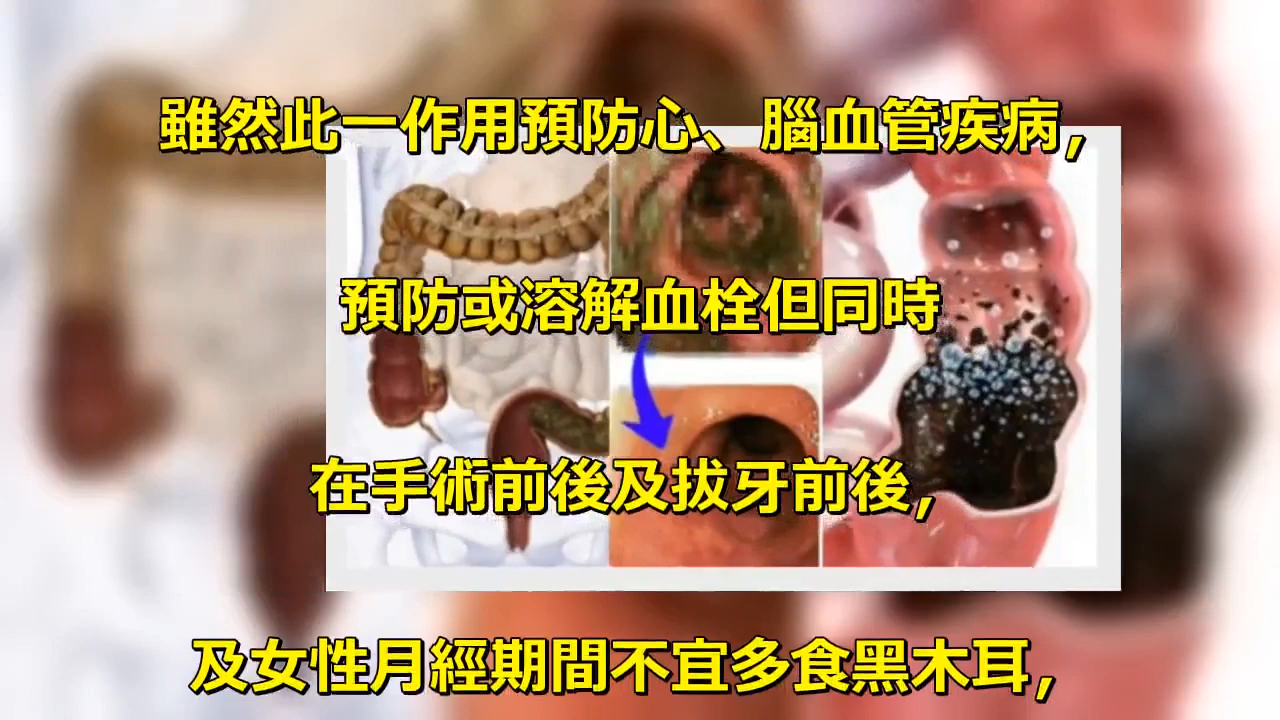 雖然此一作用預防心、腦血管疾病，
預防或溶解血栓但同時
在手術前後及拔牙前後，
及女性月經期間不宜多食黑木耳，